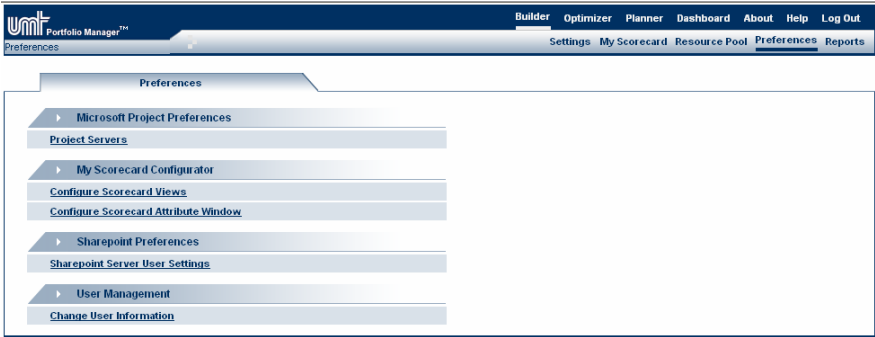 umt Portfolio Manager™
Builder Optimizer Planner Dashboard About Help Log Out
Preferences
Settings My Scorecard Resource Pool Preferences Reports
Preferences
Microsoft Project Preferences
Project Servers
My Scorecard Configurator
Configure Scorecard Views
Configure Scorecard Attribute Window
Sharepoint Preferences
Sharepoint Server User Settings
User Management
Change User Information